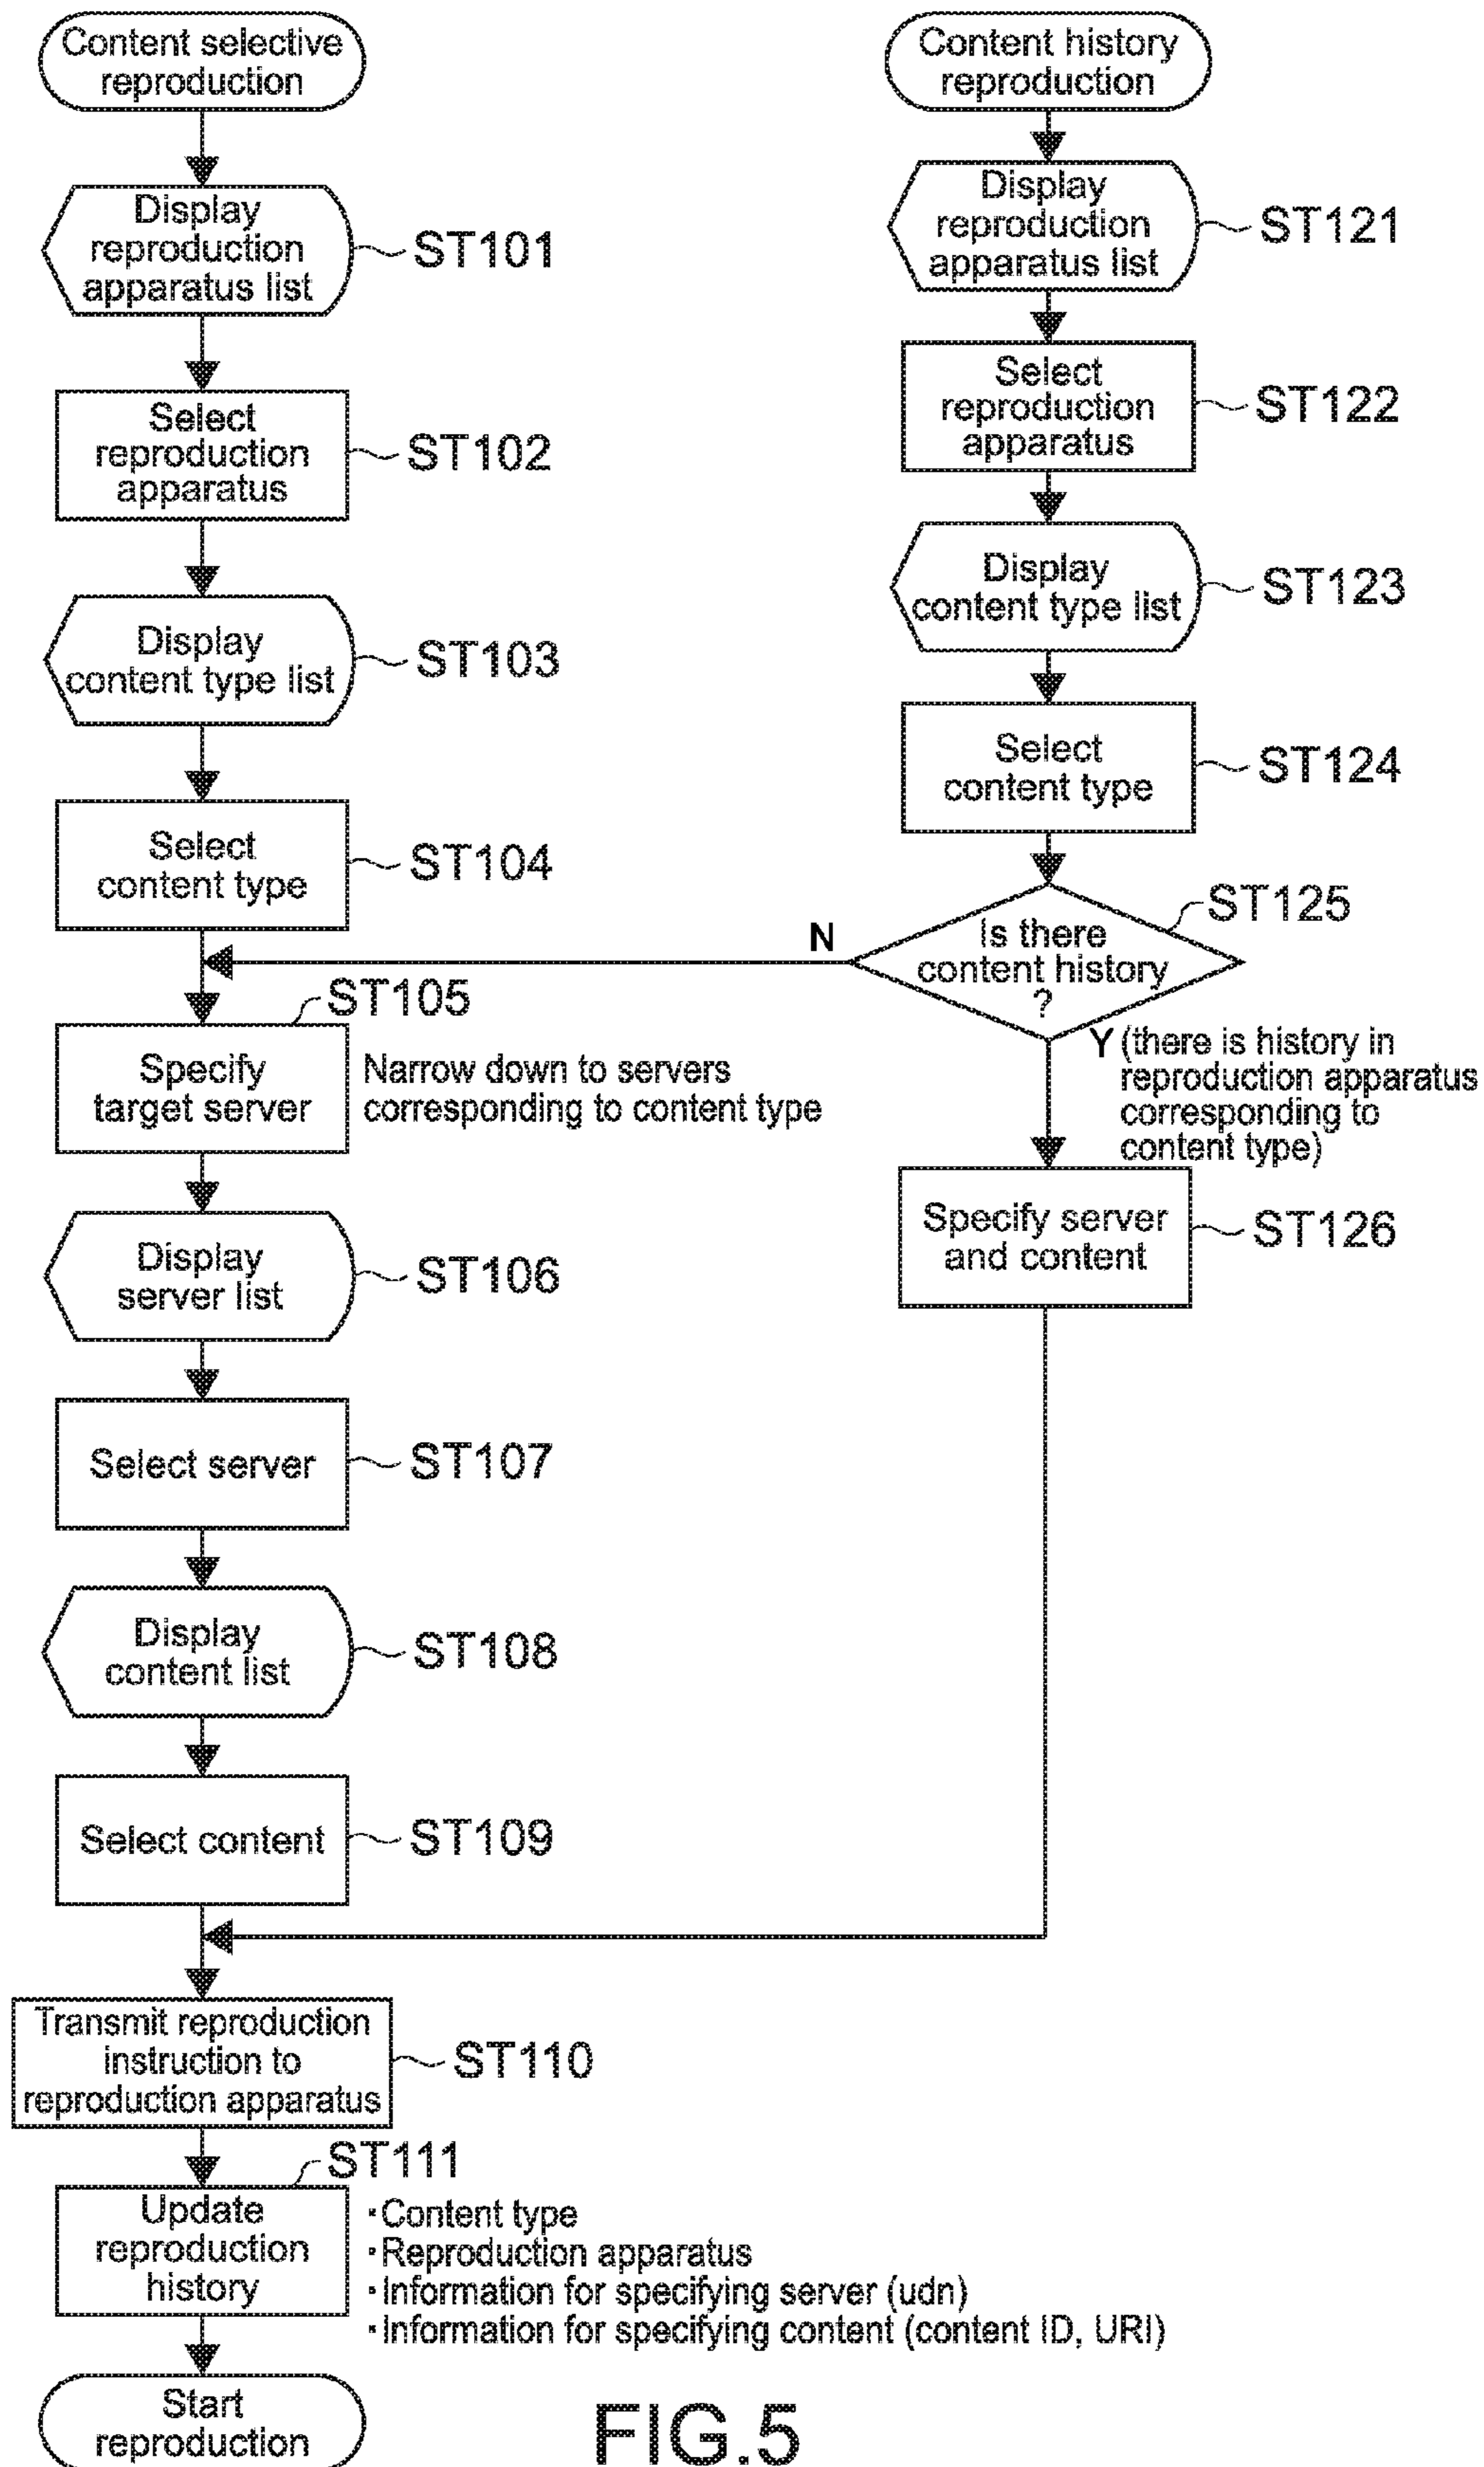 Content selective
reproduction
Display
reproduction
apparatus list
ST101
Select
reproduction
apparatus
ST102
Display
content type list
ST103
Select
content type
ST104
ST105
Specify
target server
Narrow down to servers
corresponding to content type
Display
server list
ST106
Select server
ST107
Display
content list
ST108
Select content
ST109
Transmit reproduction
instruction to
reproduction apparatus
ST110
ST111
Update
reproduction
history
・Content type
・Reproduction apparatus
・Information for specifying server (udn)
・Information for specifying content (content ID, URI)
Start
reproduction
Content history
reproduction
Display
reproduction
apparatus list
ST121
Select
reproduction
apparatus
ST122
Display
content type list
ST123
Select
content type
ST124
ST125
Is there
content history
?
N
Y (there is history in
reproduction apparatus
corresponding to
content type)
Specify server
and content
ST126
FIG.5